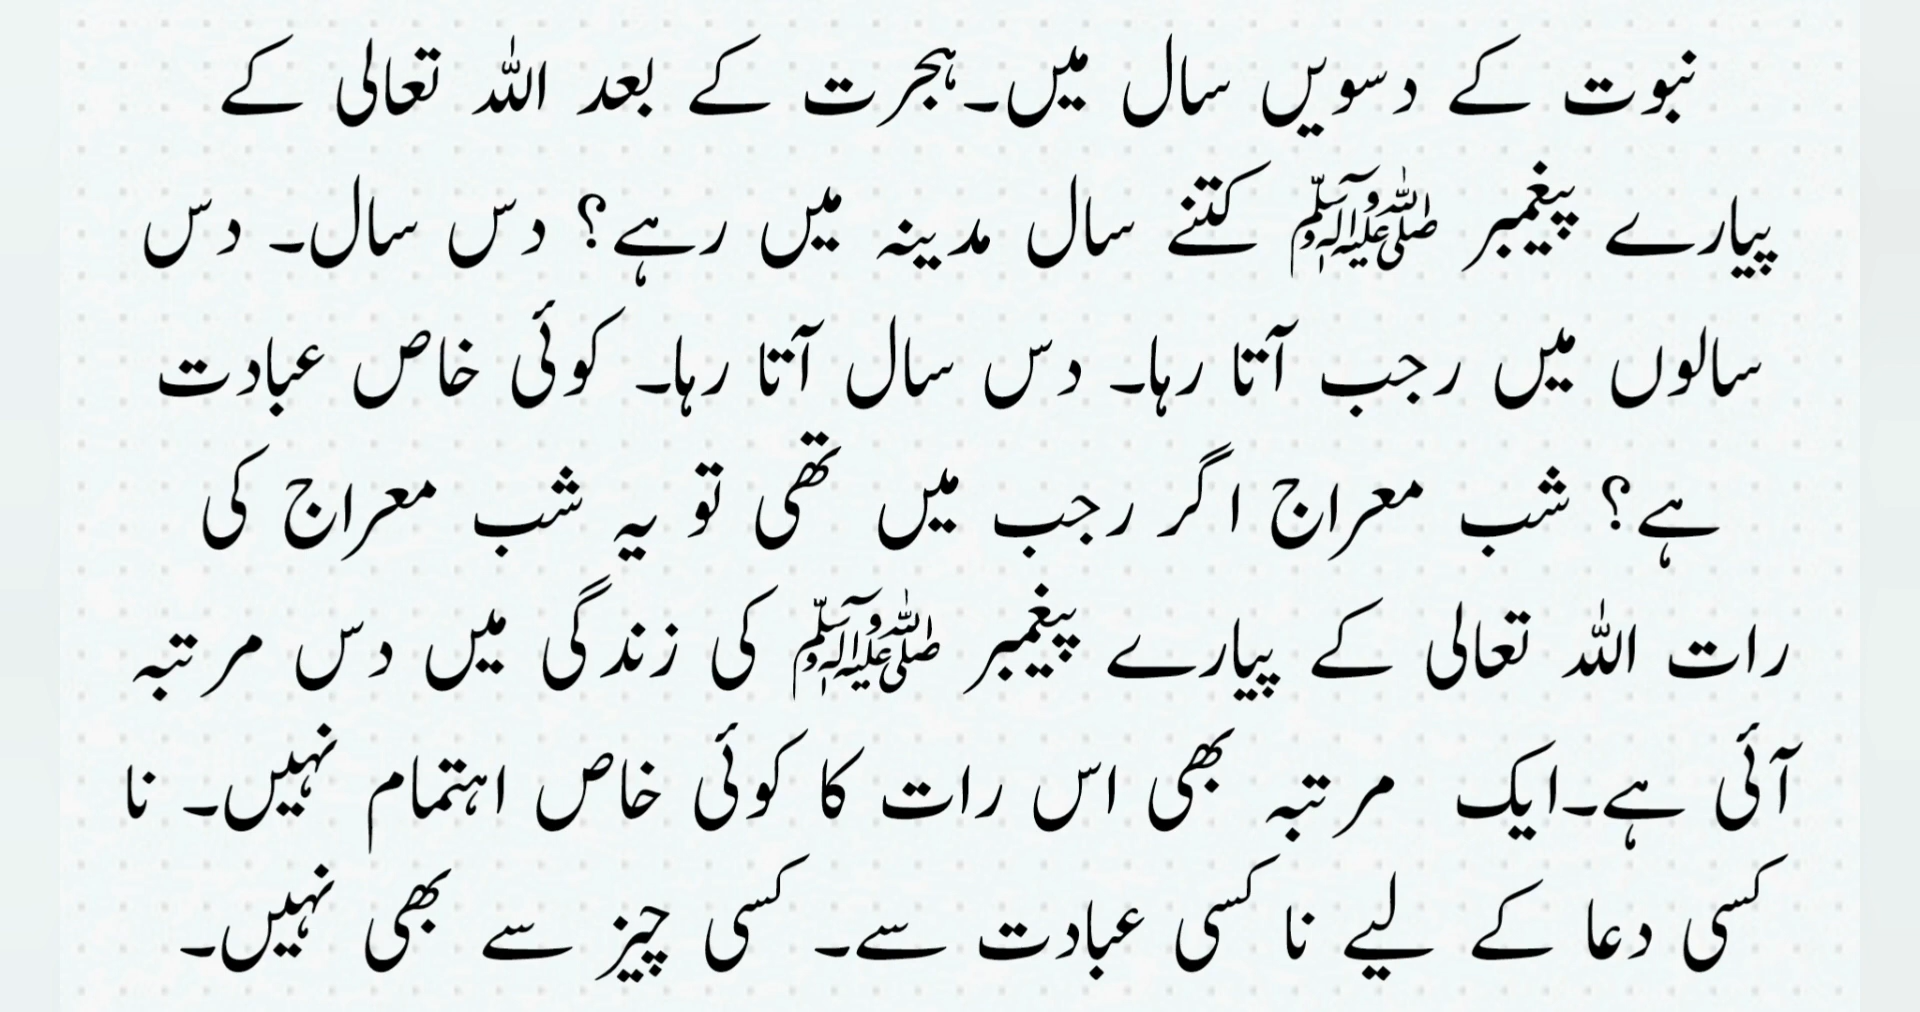 نبوت کے دسویں سال میں۔ہجرت کے بعد اللہ تعالی کے
پیارے پیغمبر ﷺ کتنے سال مدینہ میں رہے؟ دس سال۔ دس
سالوں میں رجب آتا رہا۔ دس سال آتا رہا۔ کوئی خاص عبادت
ہے؟ شب معراج اگر رجب میں تھی تو یہ شب معراج کی
رات اللہ تعالی کے پیارے پیغمبر ﷺ کی زندگی میں دس مرتبہ
آئی ہے۔ایک مرتبہ بھی اس رات کا کوئی خاص اہتمام نہیں۔ نا
کسی دعا کے لیے نا کسی عبادت سے۔ کسی چیز سے بھی نہیں۔